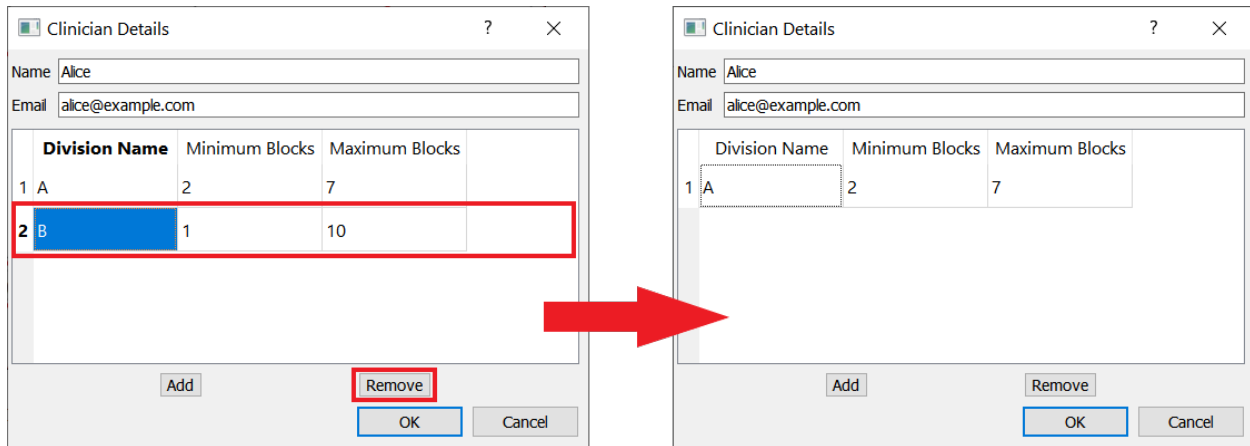 Clinician Details ?
Name Alice
Email alice@example.com
Division Name Minimum Blocks Maximum Blocks
1 A 2 7
2 B 1 10
Add Remove
OK Cancel
Clinician Details ?
Name Alice
Email alice@example.com
Division Name Minimum Blocks Maximum Blocks
1 A 2 7
Add Remove
OK Cancel